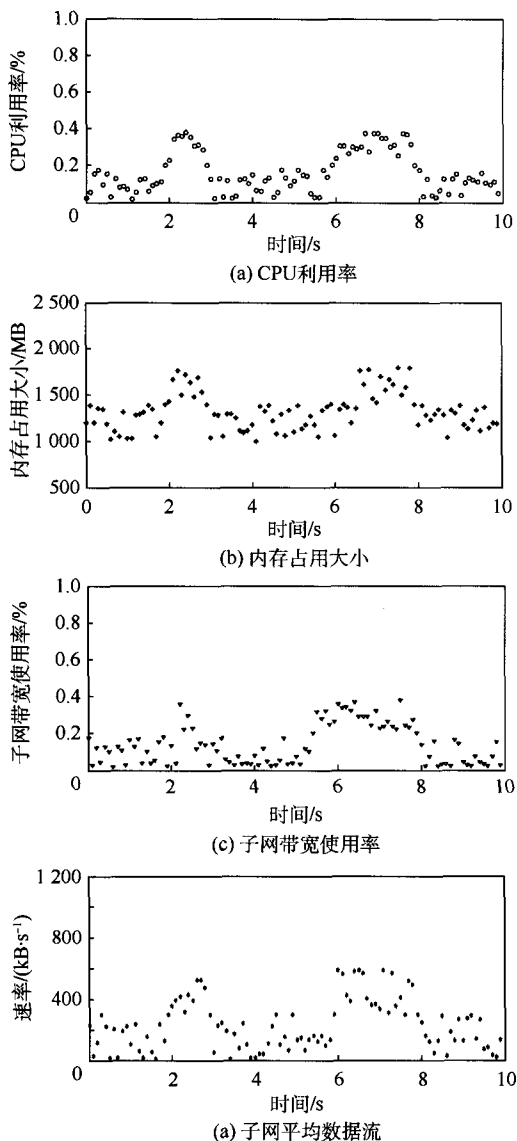 1.0
0.8
0.6
0.4
0.2
0
CPU利用率/%
0 2 4 6 8 10
时间/s
(a) CPU利用率
2 500
2 000
1 500
1 000
500
内存占用大小/MB
0 2 4 6 8 10
时间/s
(b) 内存占用大小
1.0
0.8
0.6
0.4
0.2
0
子网带宽使用率/%
0 2 4 6 8 10
时间/s
(c) 子网带宽使用率
1 200
800
400
速率/(kB·s⁻¹)
0 2 4 6 8 10
时间/s
(a) 子网平均数据流